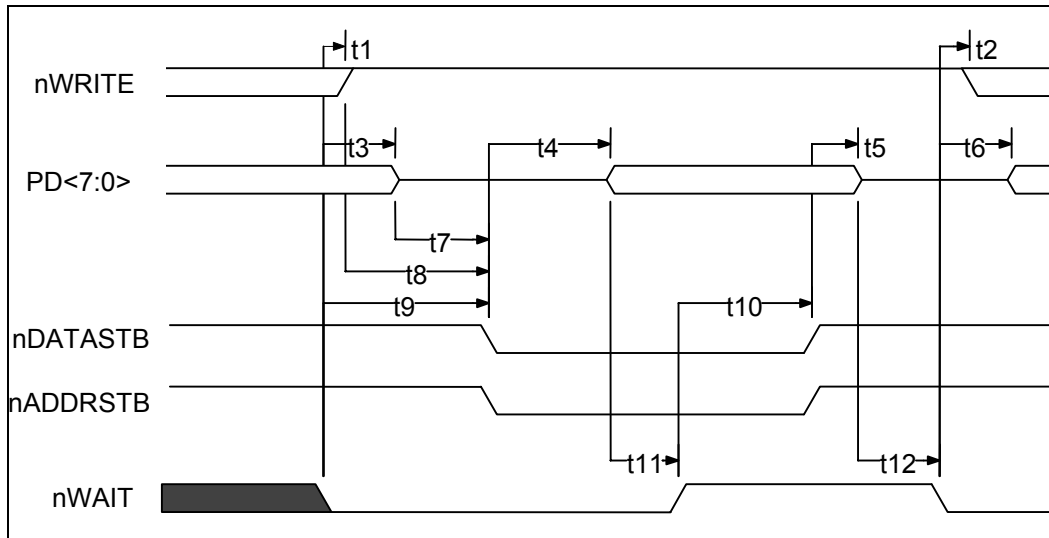 t1
t2
nWRITE
t3
t4
t5
t6
PD<7:0>
t7
t8
t9
t10
nDATASTB
nADDRSTB
t11
t12
nWAIT